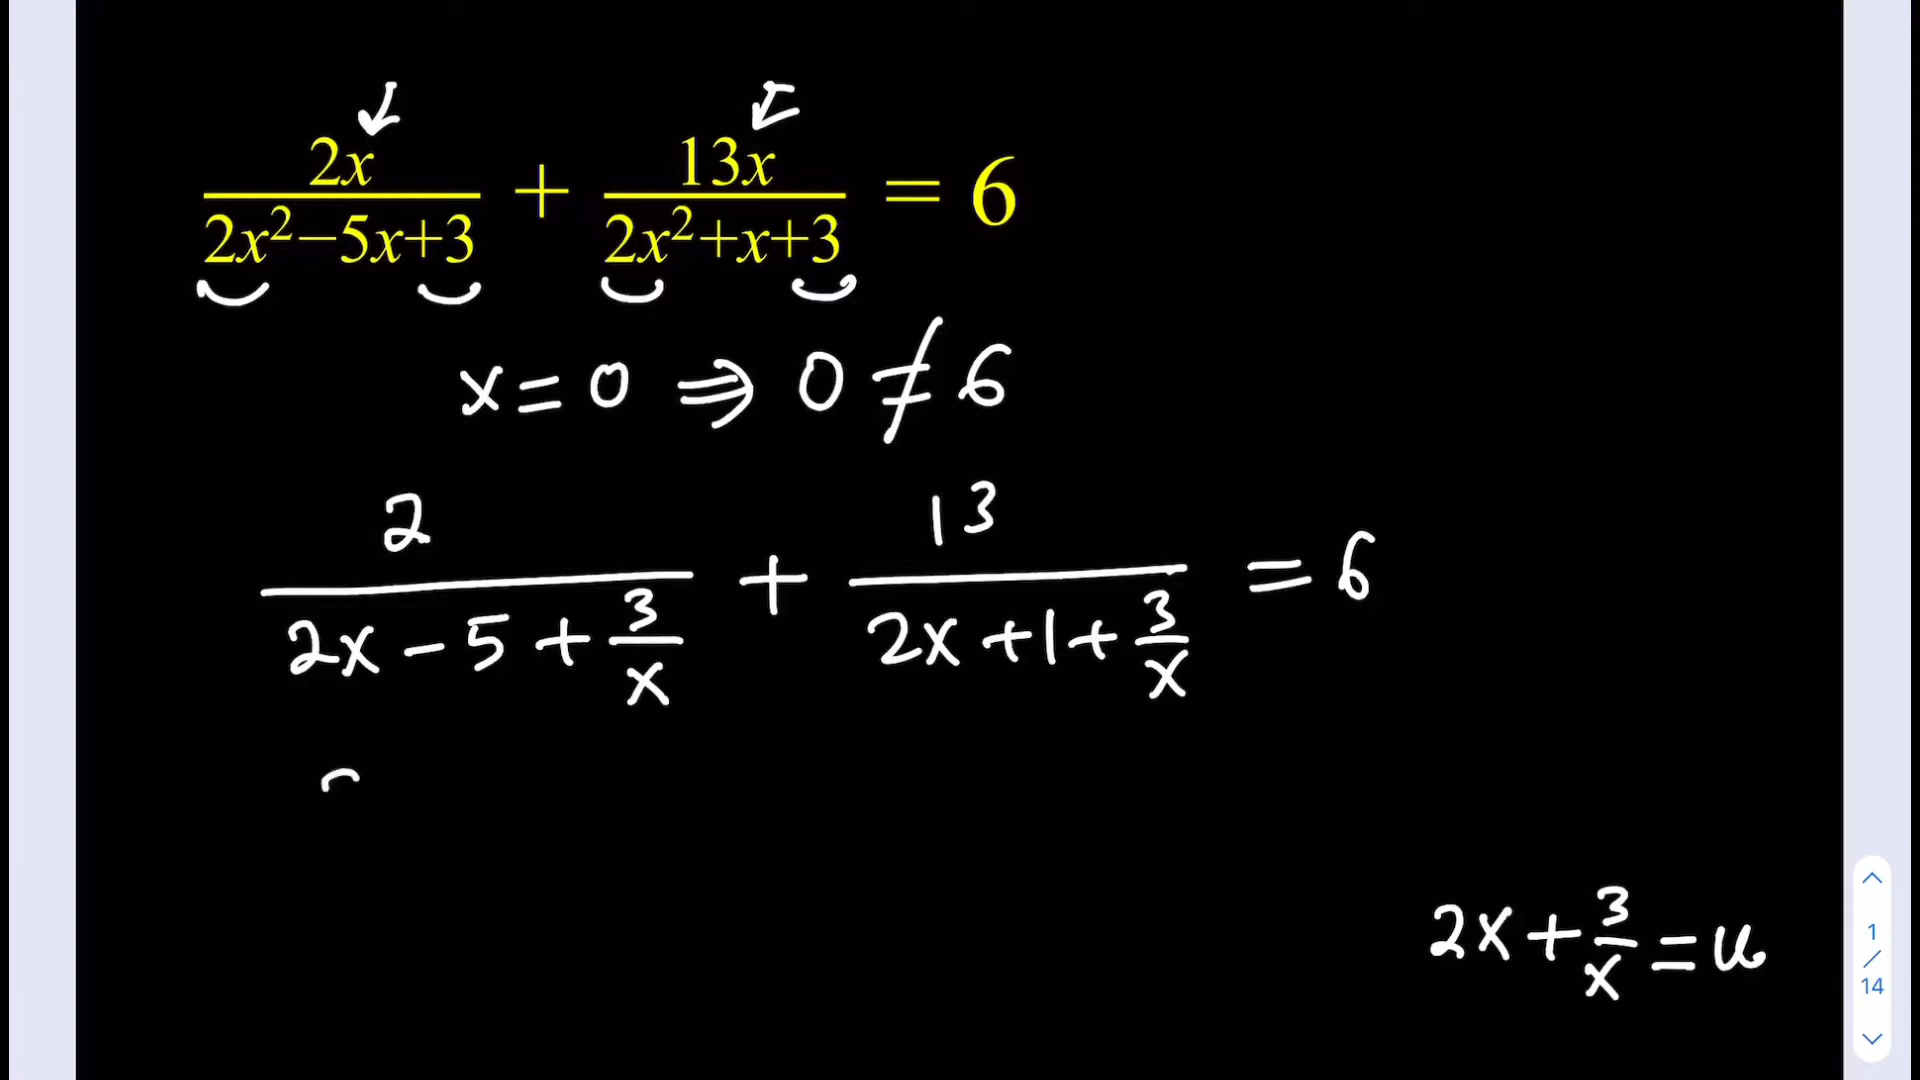 2x/(2x²−5x+3) + 13x/(2x²+x+3) = 6
x = 0 ⇒ 0 ≠ 6
2/(2x − 5 + 3/x) + 13/(2x + 1 + 3/x) = 6
2x + 3/x = u
1
/
14